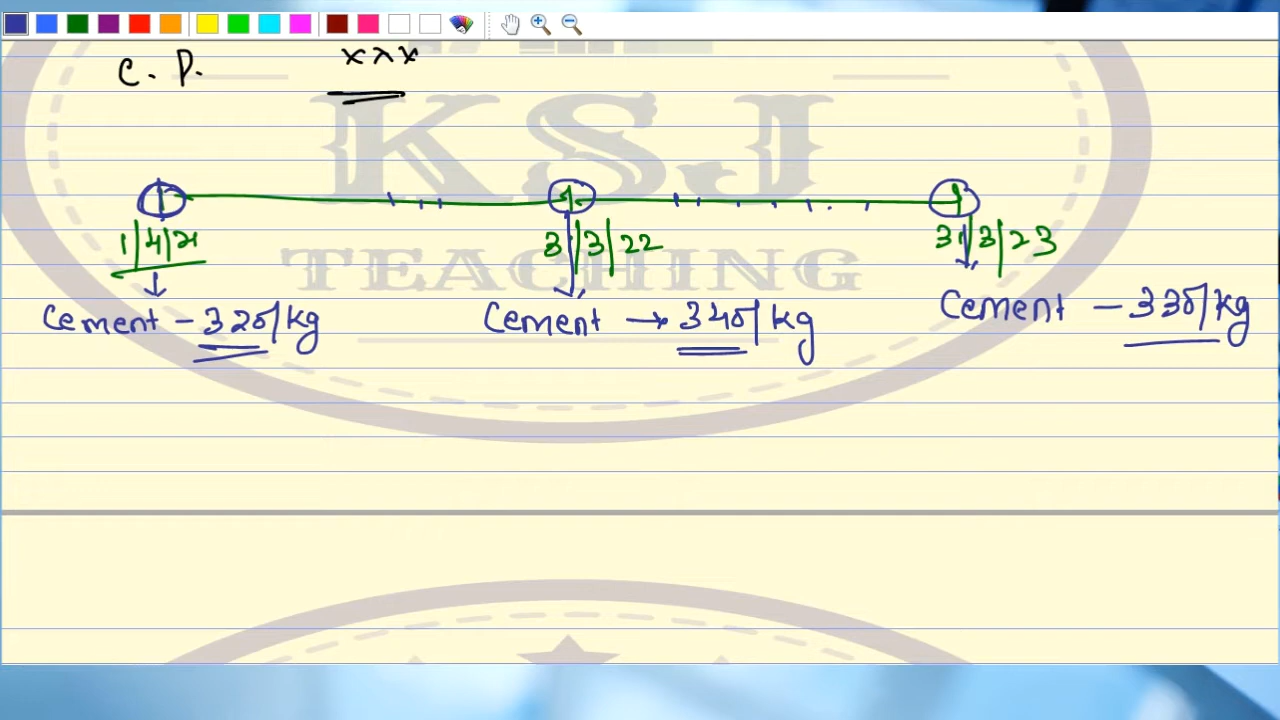 C. P. xxx
KSJ
1|4|21 3|3|22 31|3|23
TEACHING
Cement - 320/kg Cement → 340/kg Cement - 330/kg